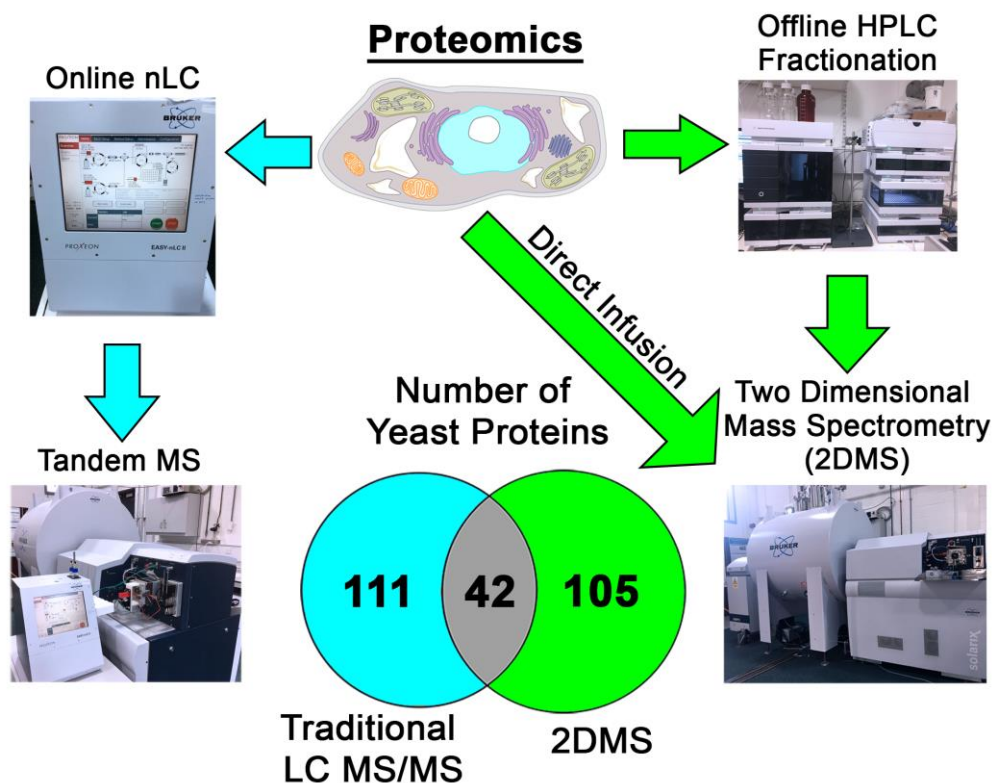 Proteomics
Online nLC
Offline HPLC
Fractionation
BRUKER
PROXEON
EASY-nLC II
Direct Infusion
Number of
Yeast Proteins
Two Dimensional
Mass Spectrometry
(2DMS)
Tandem MS
BRUKER
solarix
111
42
105
Traditional
LC MS/MS
2DMS